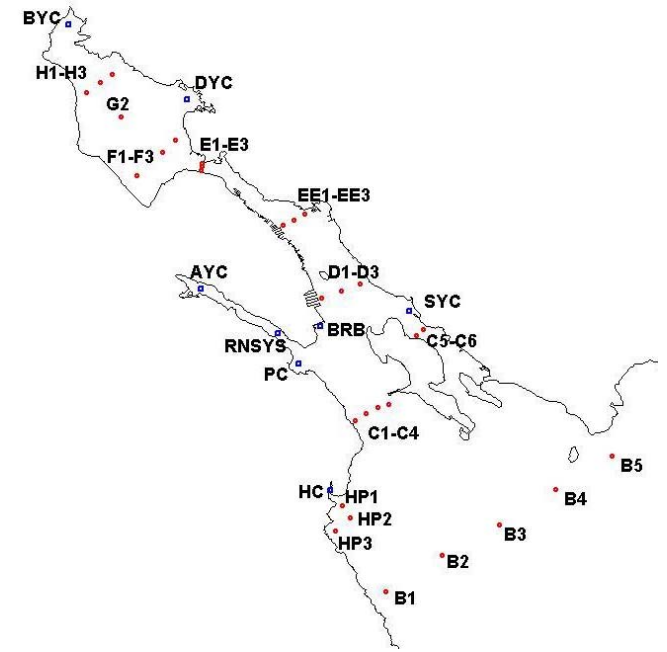 BYC
H1-H3
DYC
G2
E1-E3
F1-F3
EE1-EE3
AYC
D1-D3
SYC
RNSYS
BRB
C5-C6
PC
C1-C4
B5
HC
HP1
B4
HP2
B3
HP3
B2
B1